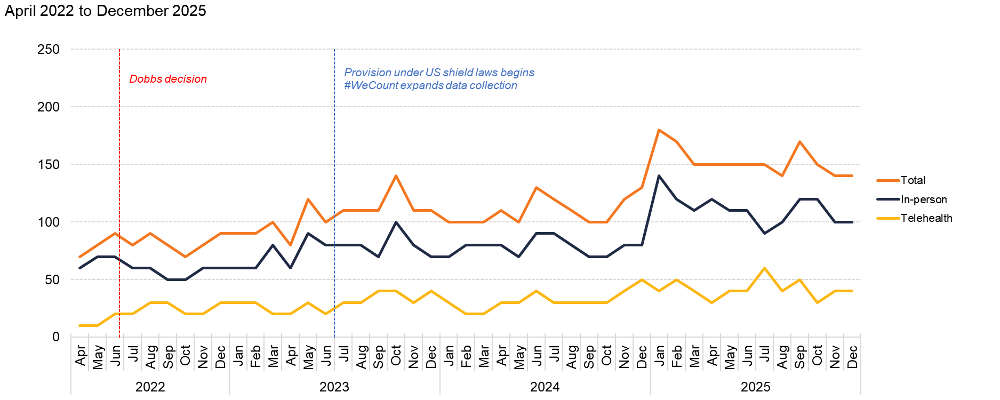 April 2022 to December 2025
250
200
150
100
50
0
Dobbs decision
Provision under US shield laws begins
#WeCount expands data collection
Total
In-person
Telehealth
Apr May Jun Jul Aug Sep Oct Nov Dec Jan Feb Mar Apr May Jun Jul Aug Sep Oct Nov Dec Jan Feb Mar Apr May Jun Jul Aug Sep Oct Nov Dec Jan Feb Mar Apr May Jun Jul Aug Sep Oct Nov Dec
2022 2023 2024 2025